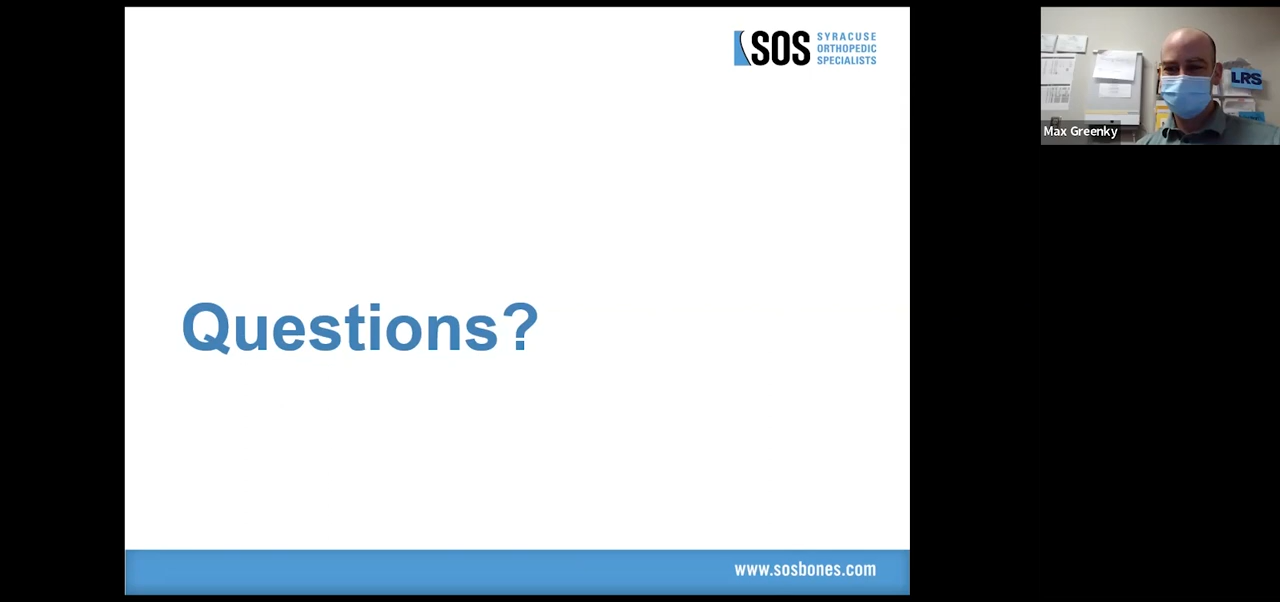 SOS
SYRACUSE
ORTHOPEDIC
SPECIALISTS
LRS
Max Greenky
Questions?
www.sosbones.com